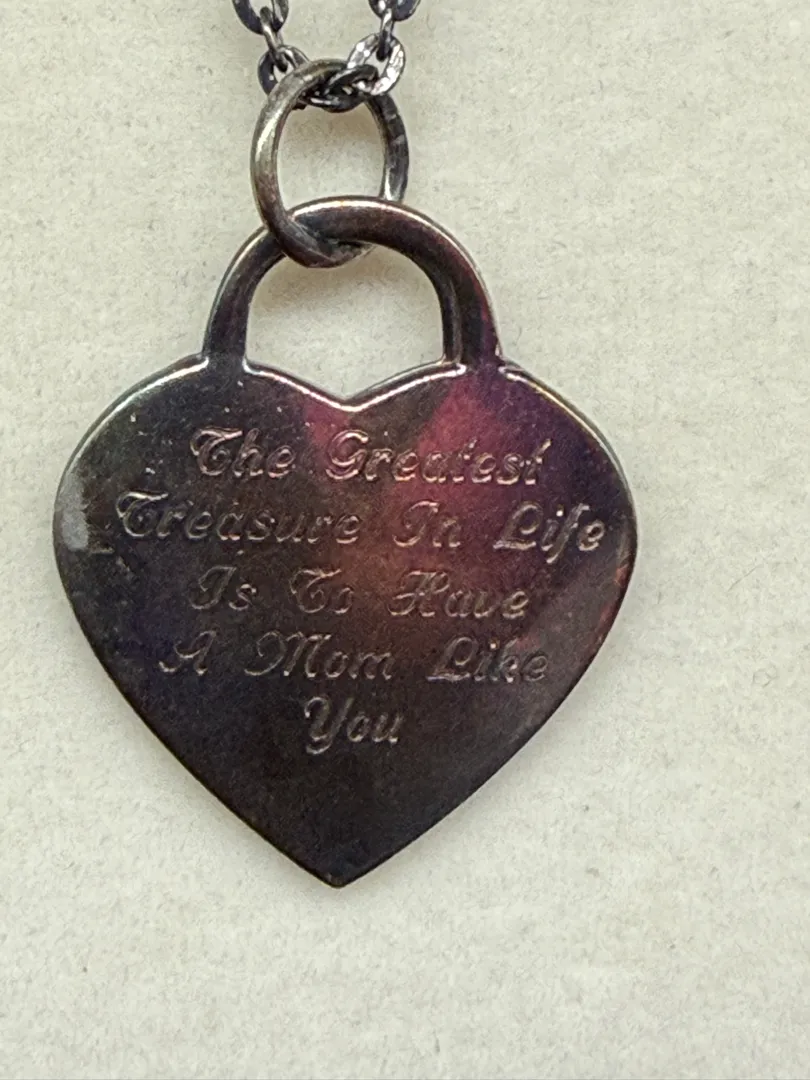 The Greatest
Treasure In Life
Is To Have
A Mom Like
You